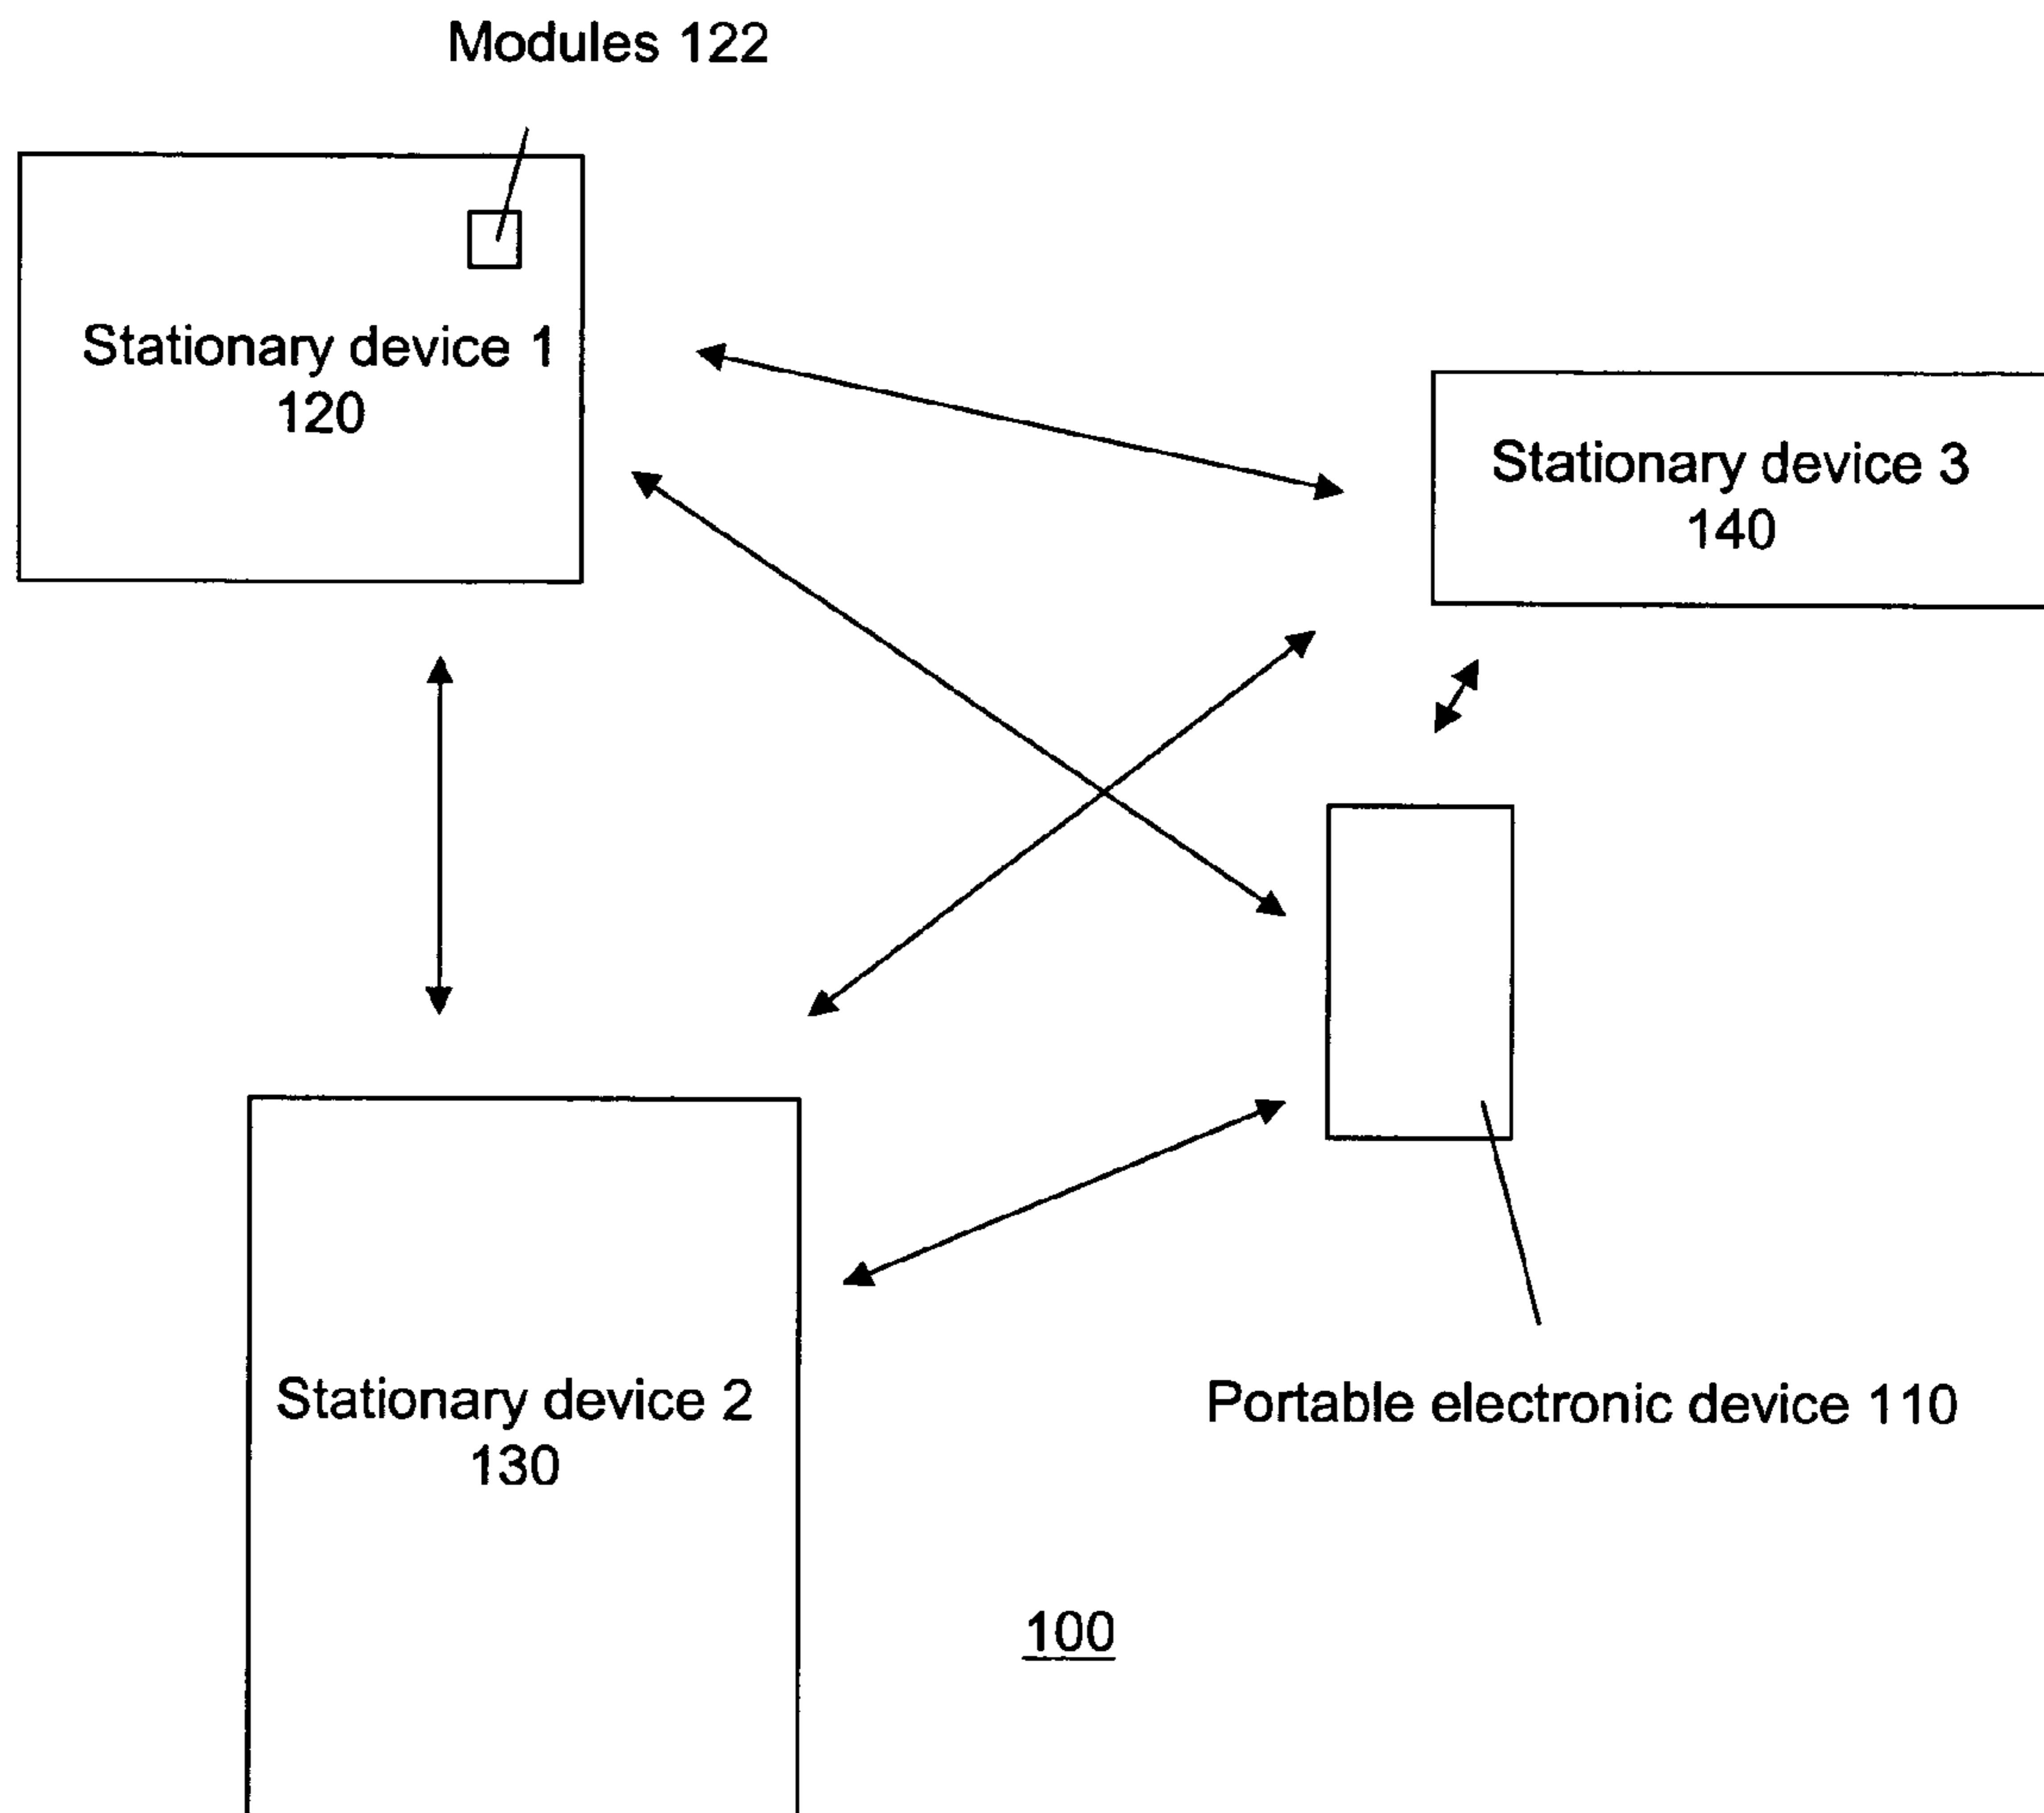 Modules 122
Stationary device 1
120
Stationary device 3
140
Stationary device 2
130
Portable electronic device 110
100